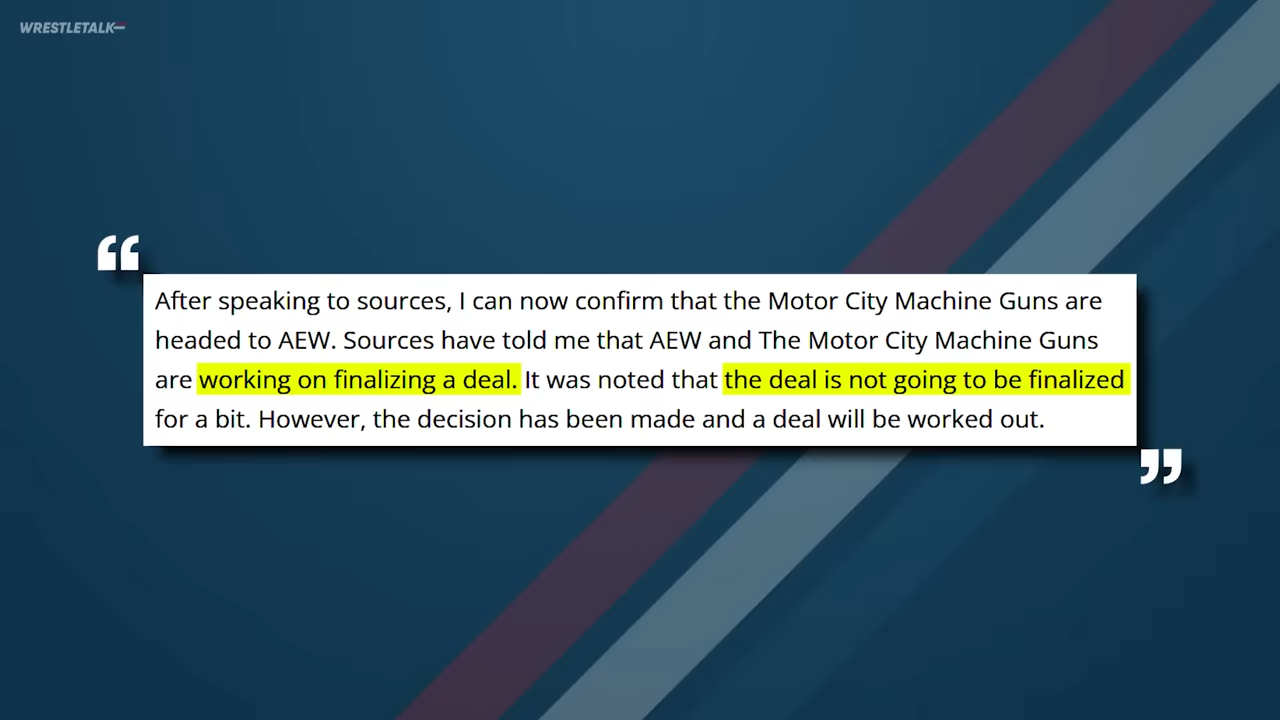 WRESTLETALK
“
After speaking to sources, I can now confirm that the Motor City Machine Guns are
headed to AEW. Sources have told me that AEW and The Motor City Machine Guns
are working on finalizing a deal. It was noted that the deal is not going to be finalized
for a bit. However, the decision has been made and a deal will be worked out.
”